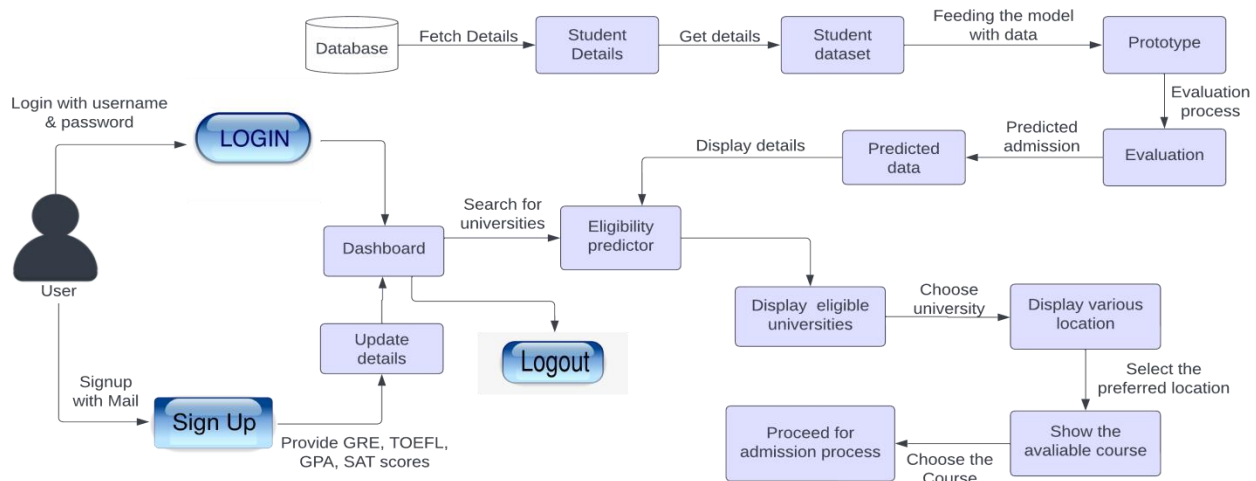 Database
Fetch Details
Student
Details
Get details
Student
dataset
Feeding the model
with data
Prototype
Evaluation
process
Login with username
& password
LOGIN
Display details
Predicted
data
Predicted
admission
Evaluation
Search for
universities
Dashboard
Eligibility
predictor
User
Display eligible
universities
Choose
university
Display various
location
Update
details
Logout
Signup
with Mail
Sign Up
Provide GRE, TOEFL,
GPA, SAT scores
Select the
preferred location
Proceed for
admission process
Choose the
Course
Show the
avaliable course